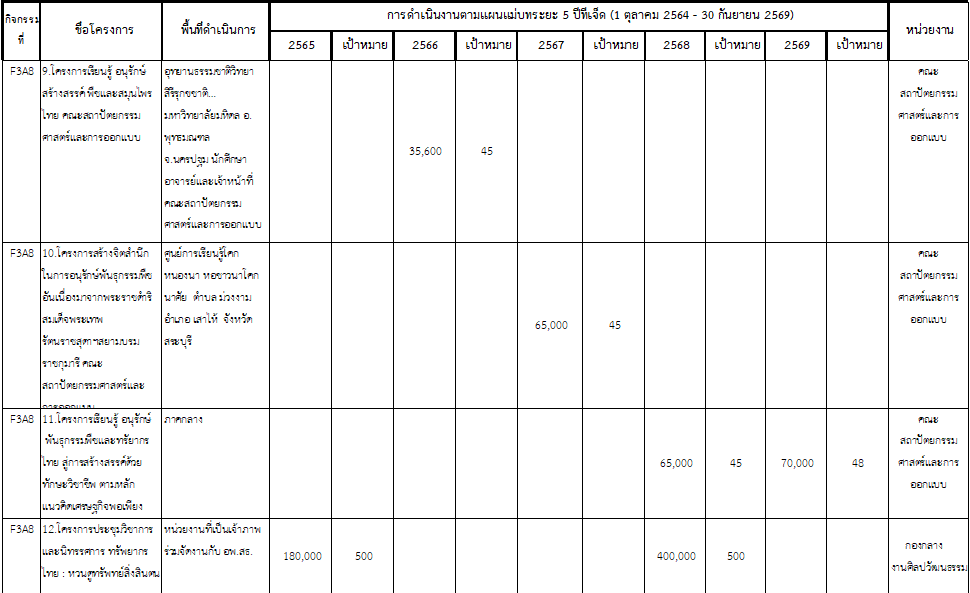 กิจกรรมที่ ชื่อโครงการ พื้นที่ดำเนินการ การดำเนินงานตามแผนแม่บทระยะ 5 ปีที่เจ็ด (1 ตุลาคม 2564 - 30 กันยายน 2569) หน่วยงาน
2565 เป้าหมาย 2566 เป้าหมาย 2567 เป้าหมาย 2568 เป้าหมาย 2569 เป้าหมาย
F3A8
9.โครงการเรียนรู้ อนุรักษ์
สร้างสรรค์ พืชและสมุนไพร
ไทย คณะสถาปัตยกรรม
ศาสตร์และการออกแบบ
อุทยานธรรมชาติวิทยา
สิรีรุกขชาติ...
มหาวิทยาลัยมหิดล อ.
พุทธมณฑล
จ.นครปฐม นักศึกษา
อาจารย์และเจ้าหน้าที่
คณะสถาปัตยกรรม
ศาสตร์และการออกแบบ
35,600 45
คณะ
สถาปัตยกรรม
ศาสตร์และการ
ออกแบบ
F3A8
10.โครงการสร้างจิตสำนึก
ในการอนุรักษ์พันธุกรรมพืช
อันเนื่องมาจากพระราชดำริ
สมเด็จพระเทพ
รัตนราชสุดาฯสยามบรม
ราชกุมารี คณะ
สถาปัตยกรรมศาสตร์และ
การออกแบบ
ศูนย์การเรียนรู้โคก
หนองนา หอชาวนาโคก
นาศัย ตำบล ม่วงงาม
อำเภอ เสาไห้ จังหวัด
สระบุรี
65,000 45
คณะ
สถาปัตยกรรม
ศาสตร์และการ
ออกแบบ
F3A8
11.โครงการเรียนรู้ อนุรักษ์
พันธุกรรมพืชและทรัยากร
ไทย สู่การสร้างสรรค์ด้วย
ทักษะวิชาชีพ ตามหลัก
แนวคิดเศรษฐกิจพอเพียง
ภาคกลาง
65,000 45 70,000 48
คณะ
สถาปัตยกรรม
ศาสตร์และการ
ออกแบบ
F3A8
12.โครงการประชุมวิชาการ
และนิทรรศการ ทรัพยากร
ไทย : หวนดูทรัพย์สิ่งสินตน
หน่วยงานที่เป็นเจ้าภาพ
ร่วมจัดงานกับ อพ.สธ.
180,000 500 400,000 500
กองกลาง
งานศิลปวัฒนธรรม